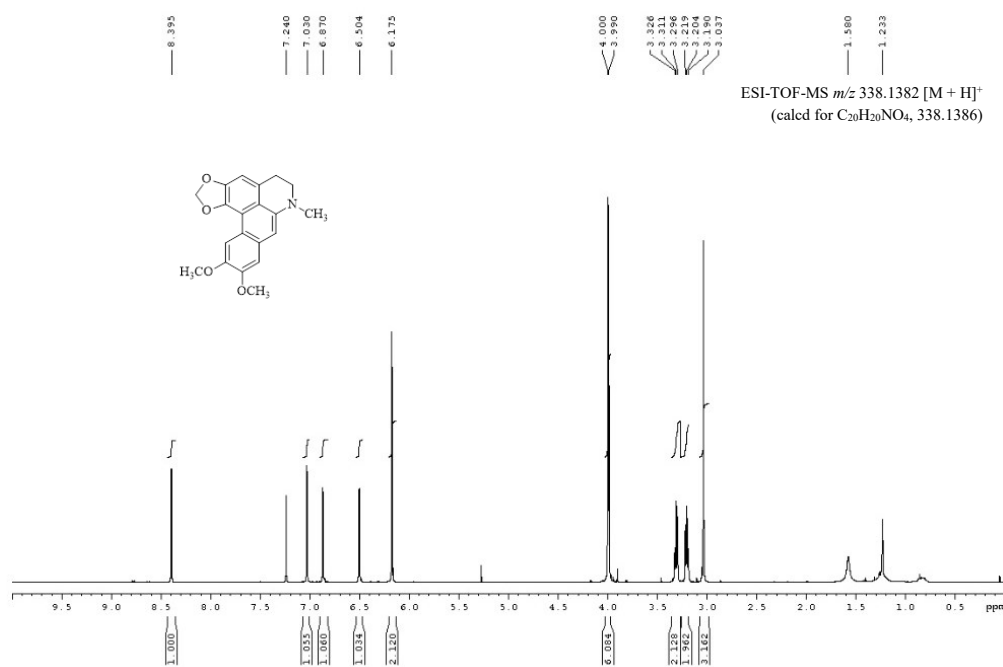 8.395
7.240
7.030
6.870
6.504
6.175
4.000
3.990
3.326
3.311
3.296
3.219
3.204
3.190
3.037
1.580
1.233
ESI-TOF-MS m/z 338.1382 [M + H]⁺
(calcd for C₂₀H₂₀NO₄, 338.1386)
O
O
N
CH₃
H₃CO
OCH₃
9.5 9.0 8.5 8.0 7.5 7.0 6.5 6.0 5.5 5.0 4.5 4.0 3.5 3.0 2.5 2.0 1.5 1.0 0.5 ppm
1.000
1.055
1.060
1.034
2.120
6.084
2.128
1.962
3.162